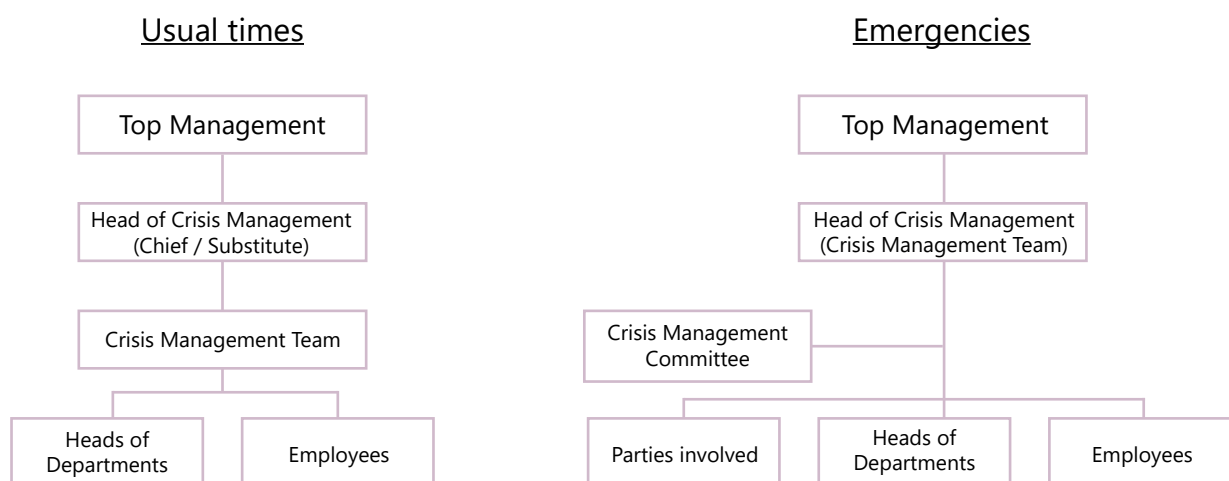 Usual times
Top Management
Head of Crisis Management
(Chief / Substitute)
Crisis Management Team
Heads of
Departments
Employees
Emergencies
Top Management
Head of Crisis Management
(Crisis Management Team)
Crisis Management
Committee
Parties involved
Heads of
Departments
Employees